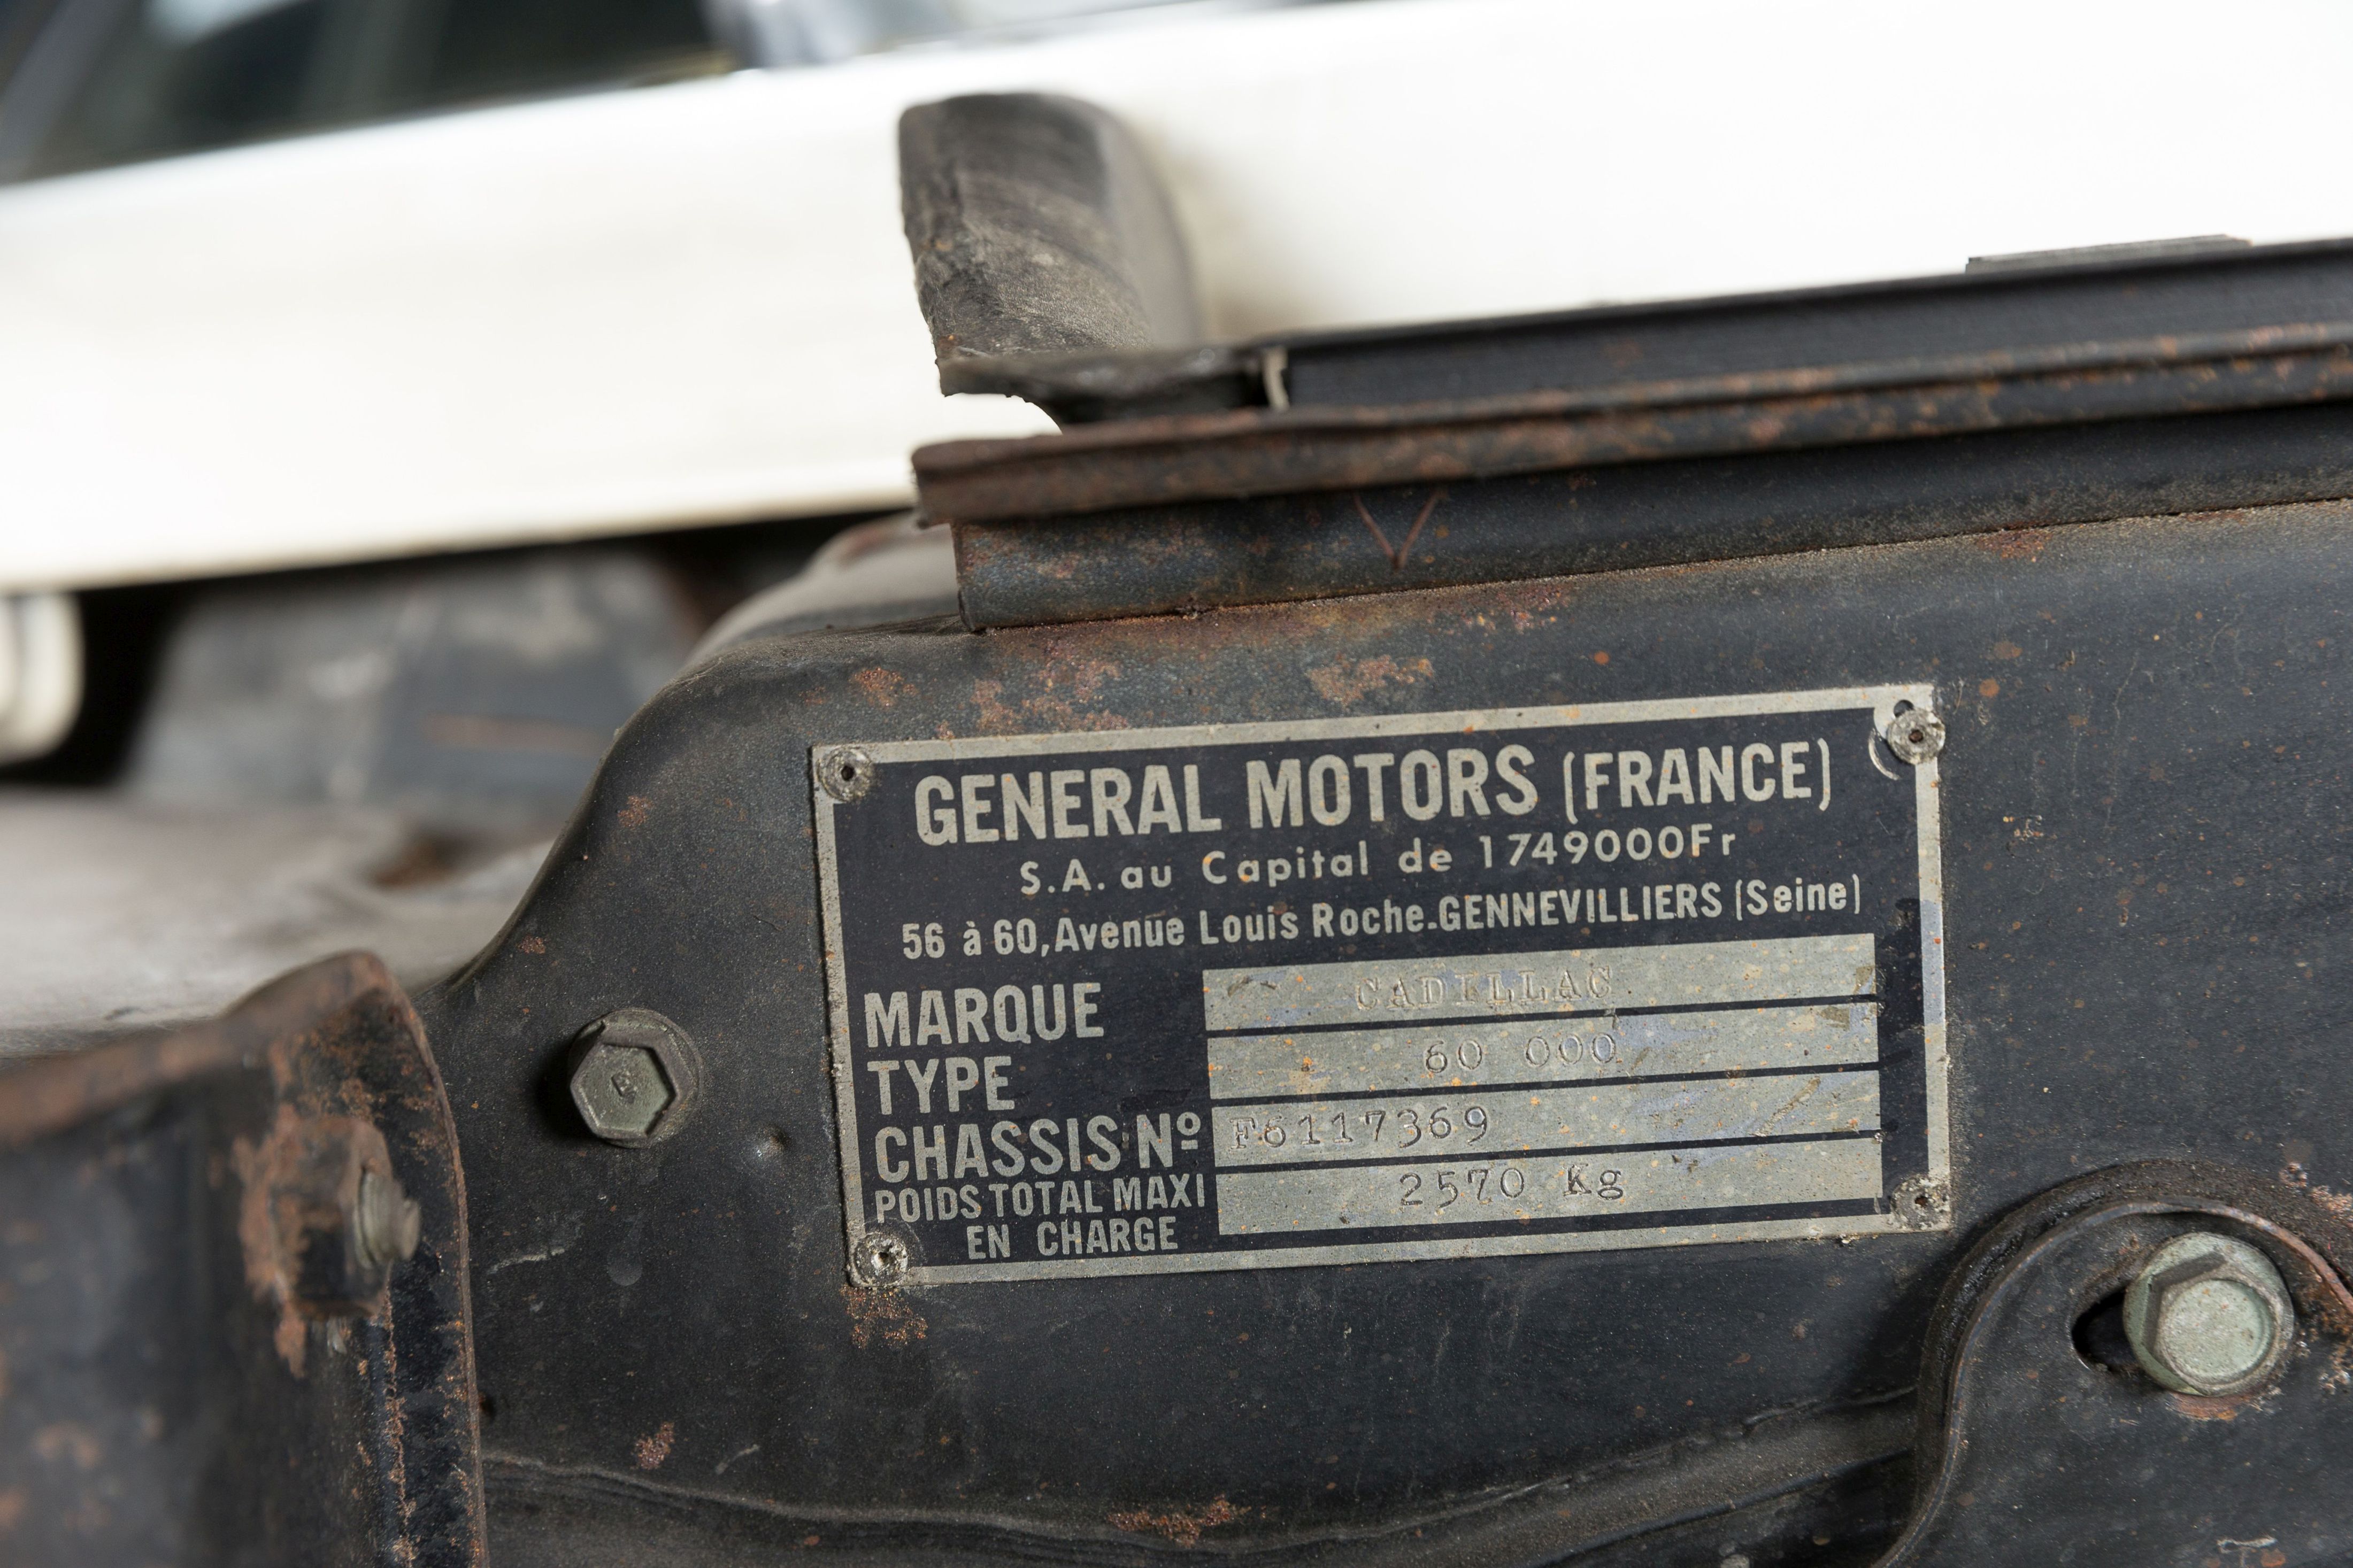 GENERAL MOTORS (FRANCE)
S.A. au Capital de 1749000Fr
56 à 60, Avenue Louis Roche.GENNEVILLIERS (Seine)
MARQUE CADILLAC
TYPE 60 000
CHASSIS Nº F6117369
POIDS TOTAL MAXI
EN CHARGE 2570 Kg